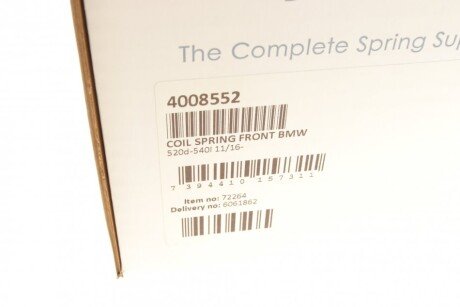 The Complete Spring Sup
4008552
COIL SPRING FRONT BMW
520d-540i 11/16-
7 394410 157311
Item no: 72264
Delivery no: 6061862